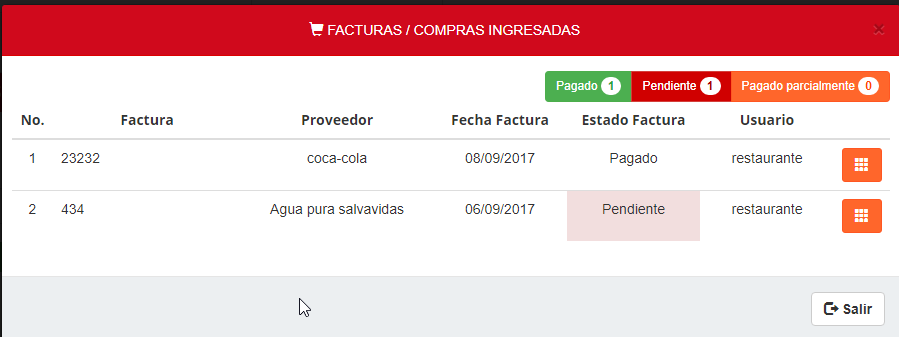 FACTURAS / COMPRAS INGRESADAS ×
Pagado 1 Pendiente 1 Pagado parcialmente 0
No. Factura Proveedor Fecha Factura Estado Factura Usuario
1 23232 coca-cola 08/09/2017 Pagado restaurante
2 434 Agua pura salvavidas 06/09/2017 Pendiente restaurante
Salir